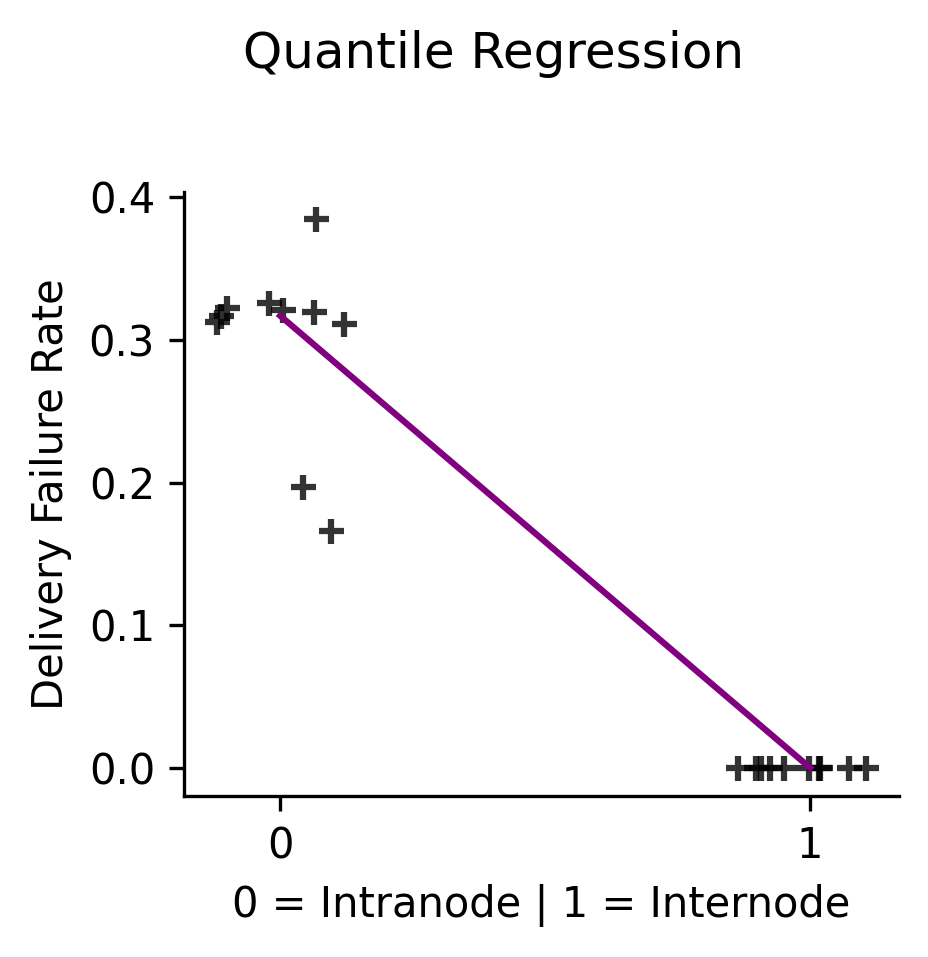 Quantile Regression
0.4
0.3
0.2
0.1
0.0
Delivery Failure Rate
0
1
0 = Intranode | 1 = Internode